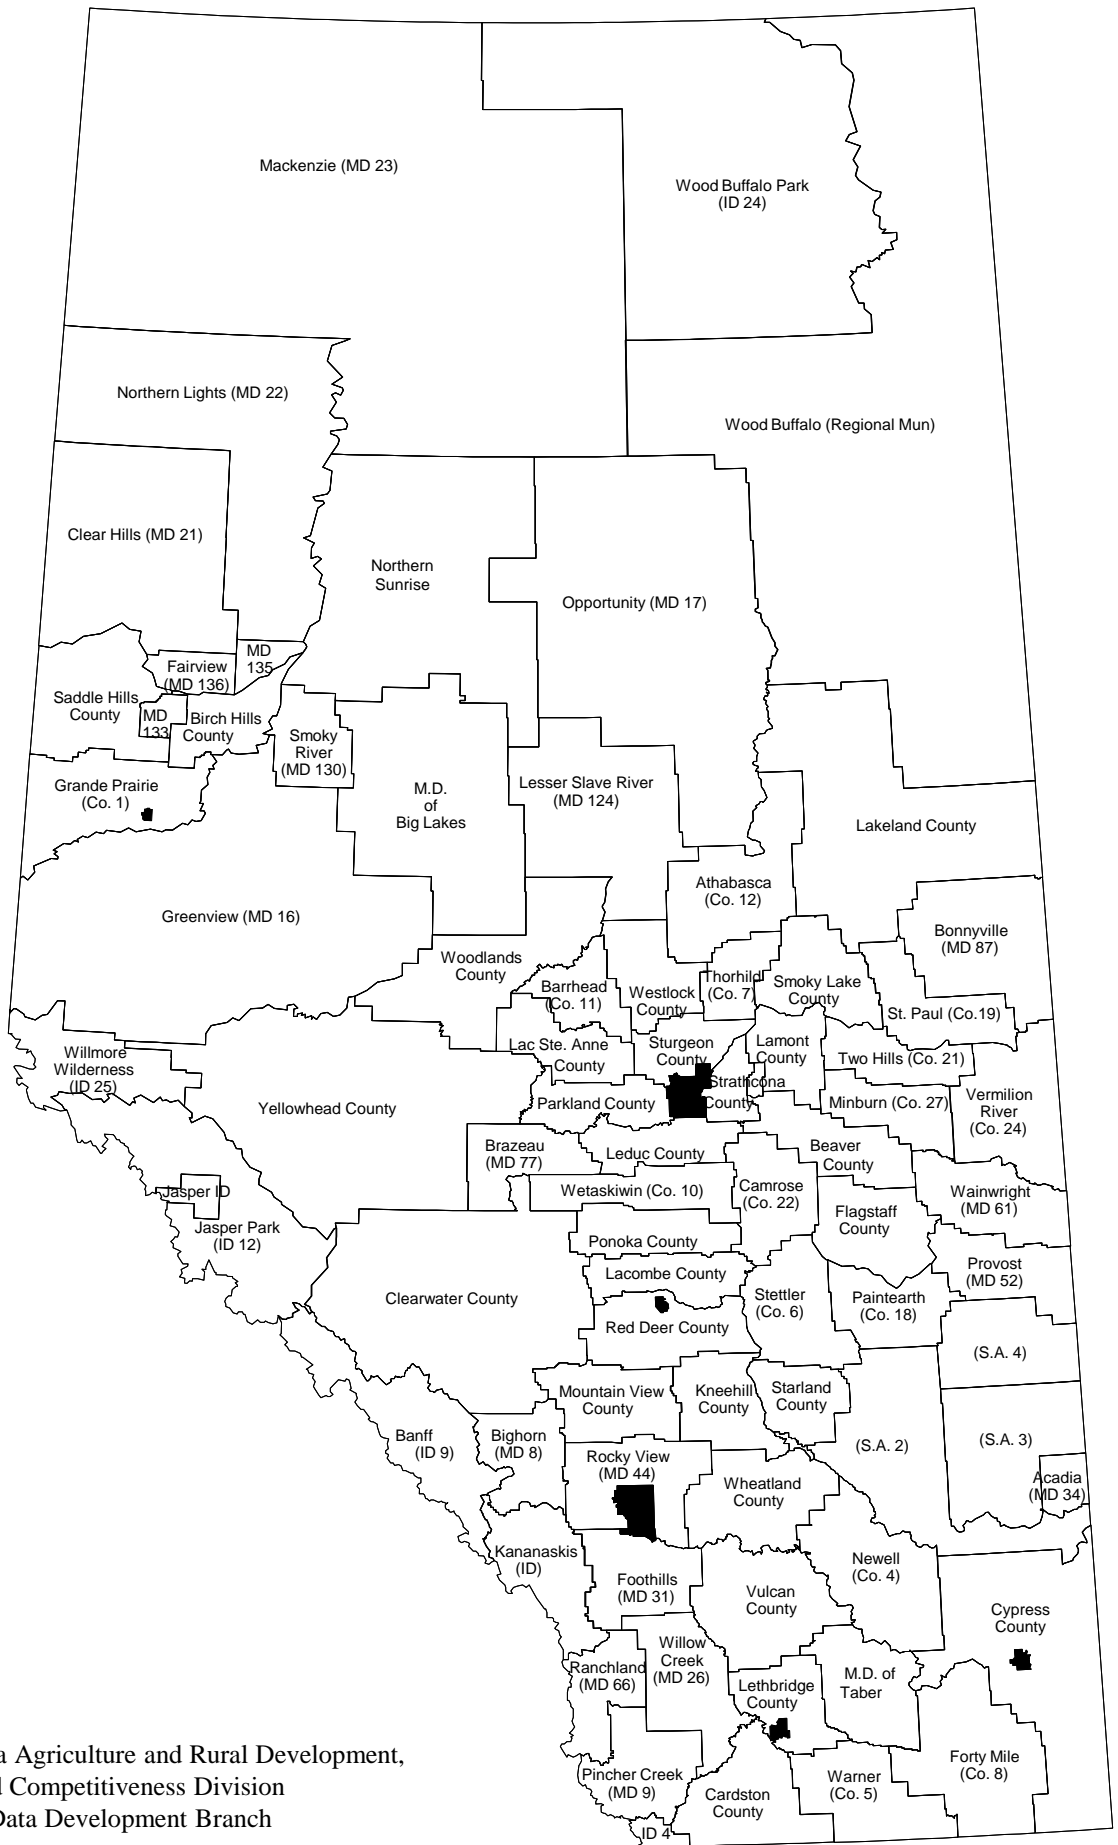 Mackenzie (MD 23)
Wood Buffalo Park
(ID 24)
Northern Lights (MD 22)
Wood Buffalo (Regional Mun)
Clear Hills (MD 21)
Northern
Sunrise
Opportunity (MD 17)
MD
135
Fairview
(MD 136)
Saddle Hills
County
MD
133
Birch Hills
County
Smoky
River
(MD 130)
Grande Prairie
(Co. 1)
M.D.
of
Big Lakes
Lesser Slave River
(MD 124)
Lakeland County
Athabasca
(Co. 12)
Greenview (MD 16)
Bonnyville
(MD 87)
Woodlands
County
Barrhead
(Co. 11)
Westlock
County
Thorhild
(Co. 7)
Smoky Lake
County
St. Paul (Co.19)
Willmore
Wilderness
(ID 25)
Lac Ste. Anne
County
Sturgeon
County
Lamont
County
Two Hills (Co. 21)
Yellowhead County
Parkland County
Strathcona
County
Minburn (Co. 27)
Vermilion
River
(Co. 24)
Brazeau
(MD 77)
Leduc County
Beaver
County
Jasper ID
Wetaskiwin (Co. 10)
Camrose
(Co. 22)
Wainwright
(MD 61)
Jasper Park
(ID 12)
Ponoka County
Flagstaff
County
Lacombe County
Provost
(MD 52)
Clearwater County
Stettler
(Co. 6)
Paintearth
(Co. 18)
Red Deer County
(S.A. 4)
Mountain View
County
Kneehill
County
Starland
County
Banff
(ID 9)
Bighorn
(MD 8)
(S.A. 2)
(S.A. 3)
Rocky View
(MD 44)
Wheatland
County
Acadia
(MD 34)
Kananaskis
(ID)
Foothills
(MD 31)
Vulcan
County
Newell
(Co. 4)
Cypress
County
Ranchland
(MD 66)
Willow
Creek
(MD 26)
Lethbridge
County
M.D. of
Taber
Pincher Creek
(MD 9)
Cardston
County
Warner
(Co. 5)
Forty Mile
(Co. 8)
ID 4
a Agriculture and Rural Development,
d Competitiveness Division
Data Development Branch